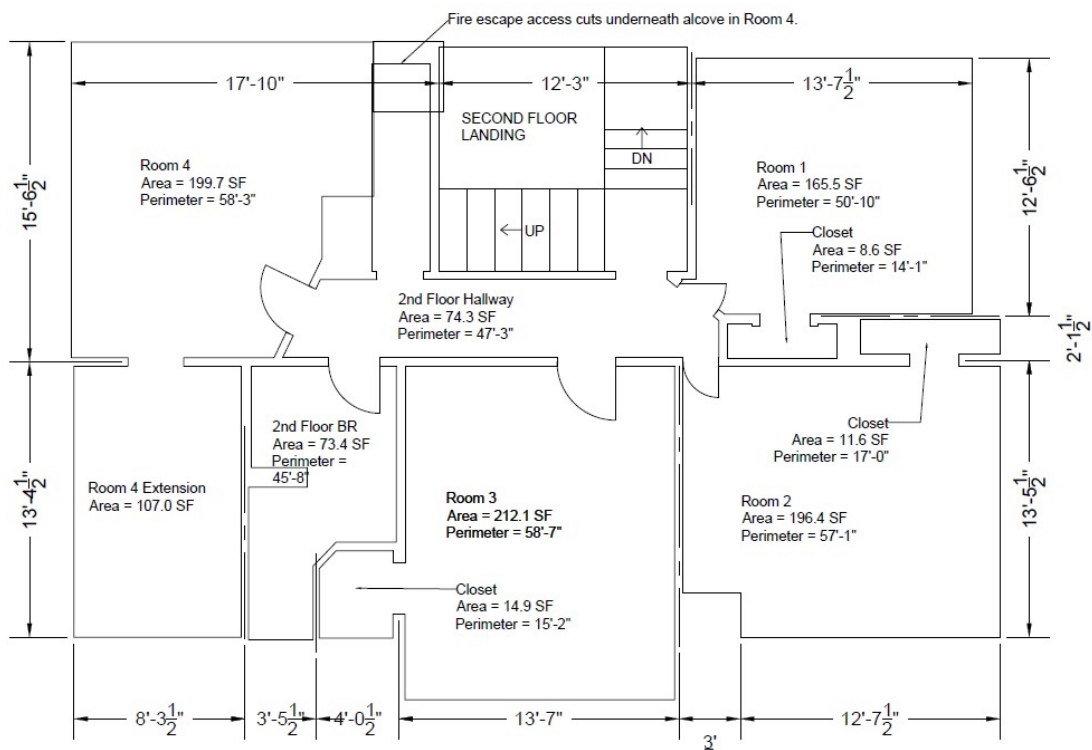 Fire escape access cuts underneath alcove in Room 4.
17'-10"
12'-3"
13'-7 1/2"
SECOND FLOOR
LANDING
DN
UP
Room 4
Area = 199.7 SF
Perimeter = 58'-3"
15'-6 1/2"
Room 1
Area = 165.5 SF
Perimeter = 50'-10"
12'-6 1/2"
Closet
Area = 8.6 SF
Perimeter = 14'-1"
2nd Floor Hallway
Area = 74.3 SF
Perimeter = 47'-3"
2'-1 1/2"
Closet
Area = 11.6 SF
Perimeter = 17'-0"
2nd Floor BR
Area = 73.4 SF
Perimeter =
45'-8"
Room 4 Extension
Area = 107.0 SF
13'-4 1/2"
Room 3
Area = 212.1 SF
Perimeter = 58'-7"
Room 2
Area = 196.4 SF
Perimeter = 57'-1"
13'-5 1/2"
Closet
Area = 14.9 SF
Perimeter = 15'-2"
8'-3 1/2"
3'-5 1/2"
4'-0 1/2"
13'-7"
3'
12'-7 1/2"